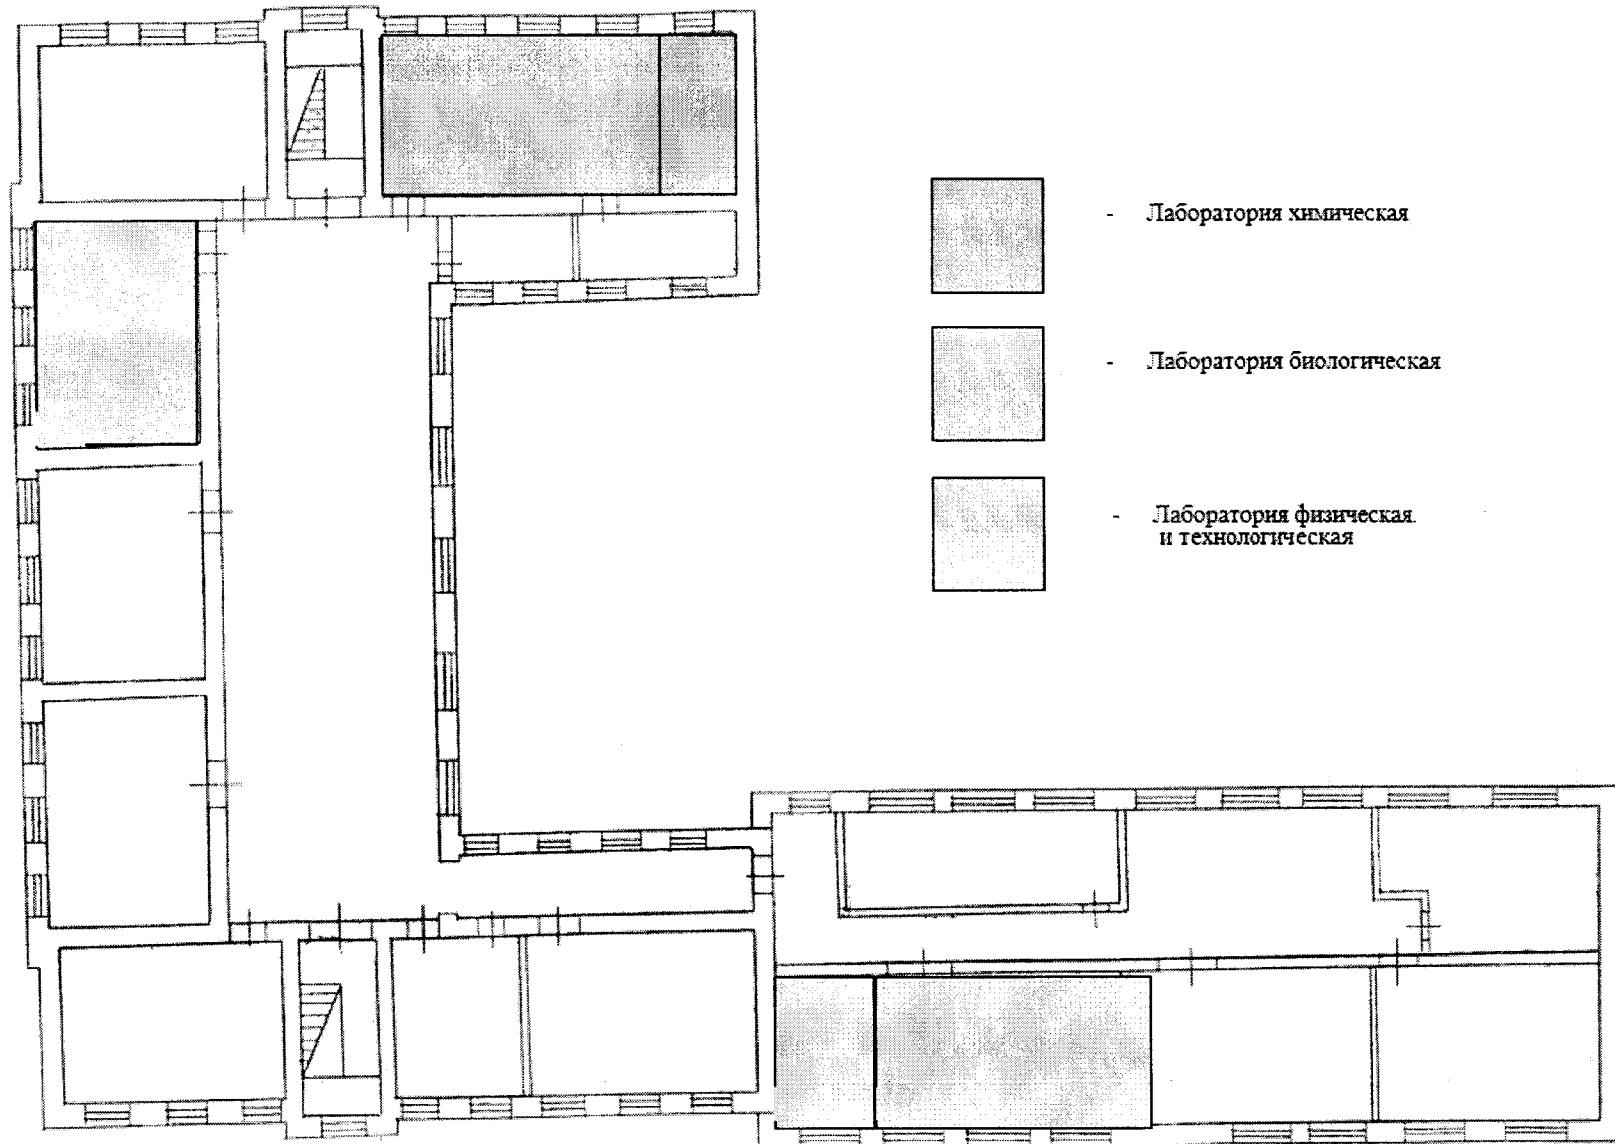 - Лаборатория химическая
- Лаборатория биологическая
- Лаборатория физическая.
и технологическая